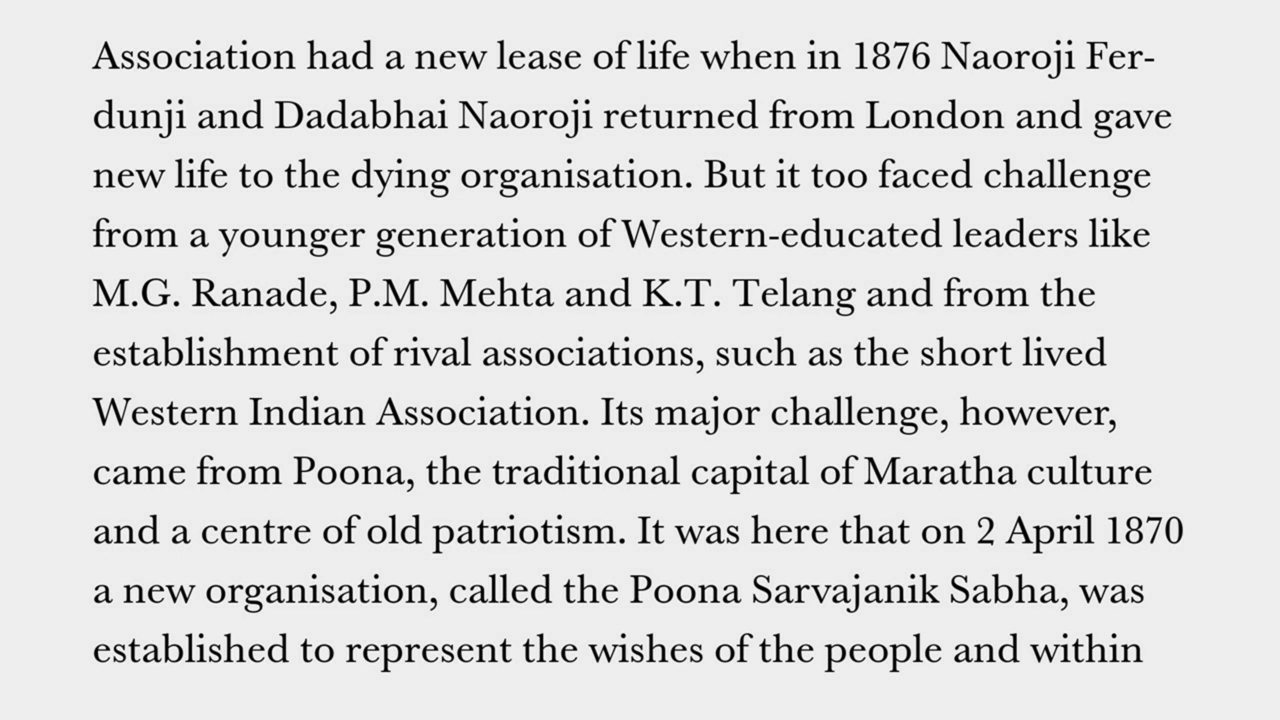 Association had a new lease of life when in 1876 Naoroji Fer-
dunji and Dadabhai Naoroji returned from London and gave
new life to the dying organisation. But it too faced challenge
from a younger generation of Western-educated leaders like
M.G. Ranade, P.M. Mehta and K.T. Telang and from the
establishment of rival associations, such as the short lived
Western Indian Association. Its major challenge, however,
came from Poona, the traditional capital of Maratha culture
and a centre of old patriotism. It was here that on 2 April 1870
a new organisation, called the Poona Sarvajanik Sabha, was
established to represent the wishes of the people and within